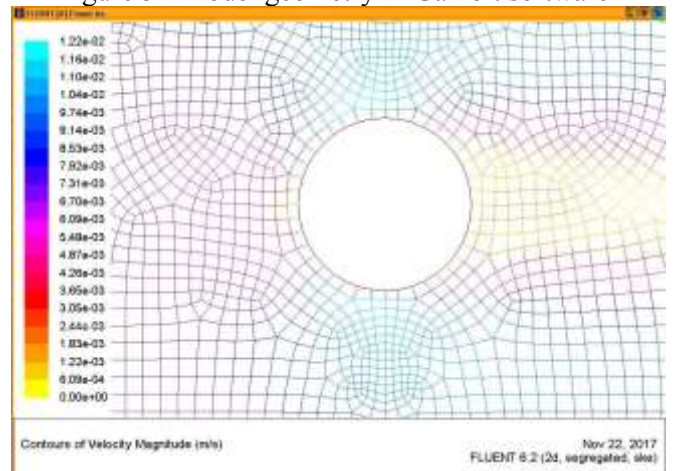 1.22e-02
1.16e-02
1.10e-02
1.04e-02
9.74e-03
9.14e-03
8.53e-03
7.92e-03
7.31e-03
6.70e-03
6.09e-03
5.48e-03
4.87e-03
4.26e-03
3.65e-03
3.05e-03
2.44e-03
1.83e-03
1.22e-03
6.09e-04
0.00e+00
Contours of Velocity Magnitude (m/s)
Nov 22, 2017
FLUENT 6.2 (2d, segregated, ske)